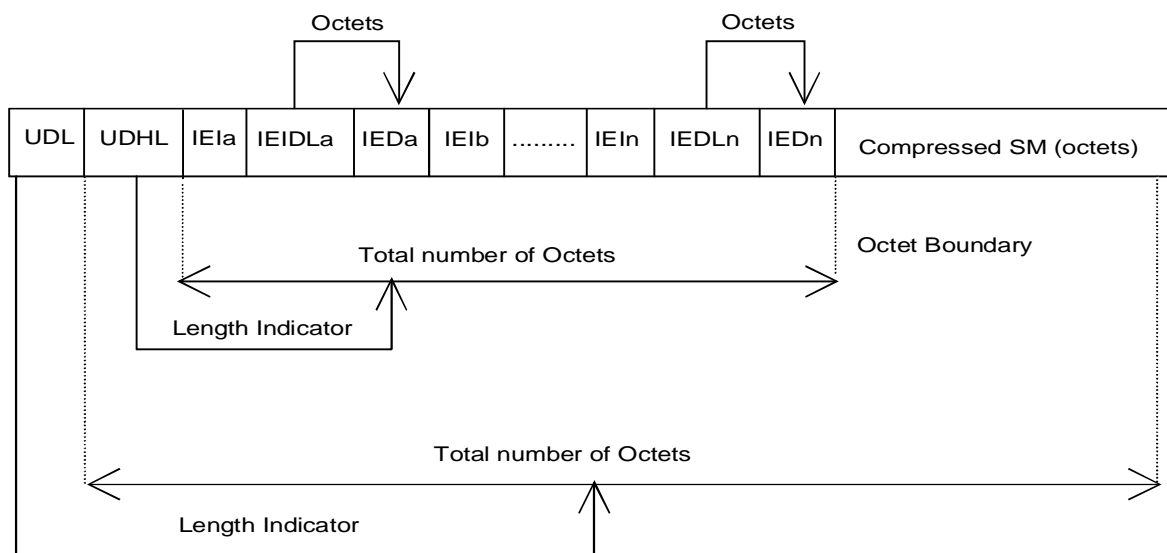 Octets Octets
UDL UDHL IEIa IEIDLa IEDa IEIb ......... IEIn IEDLn IEDn Compressed SM (octets)
Total number of Octets Octet Boundary
Length Indicator
Total number of Octets
Length Indicator